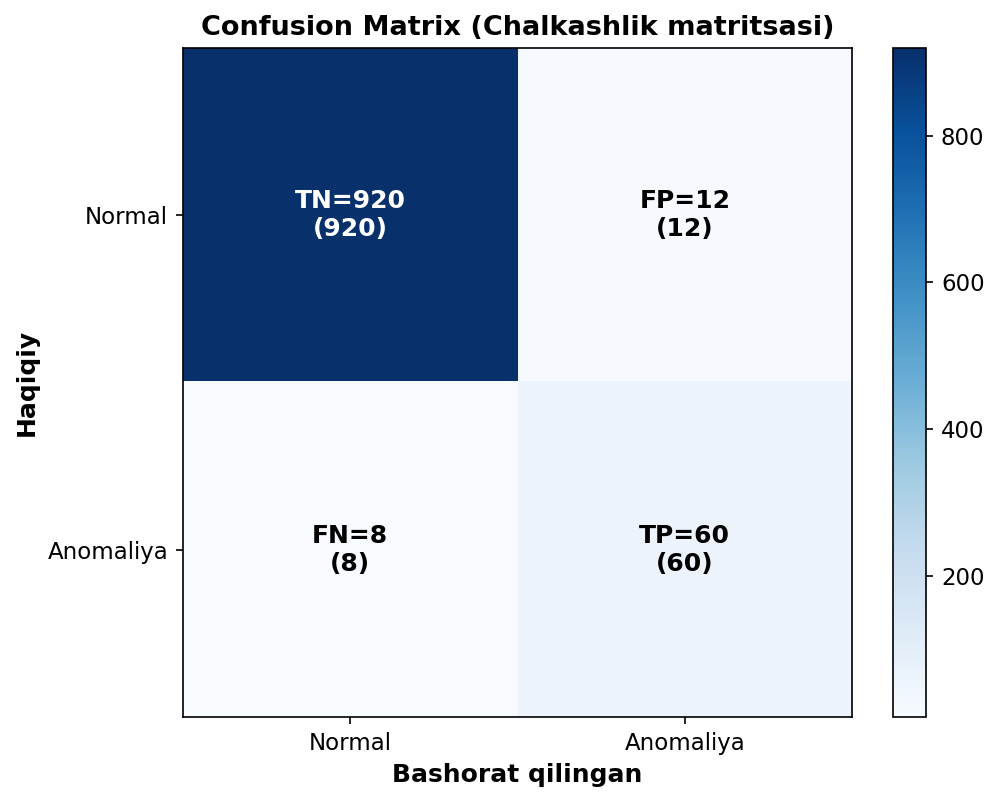 Confusion Matrix (Chalkashlik matritsasi)
TN=920
(920)
FP=12
(12)
Normal
Haqiqiy
FN=8
(8)
TP=60
(60)
Anomaliya
Normal
Anomaliya
Bashorat qilingan
800
600
400
200